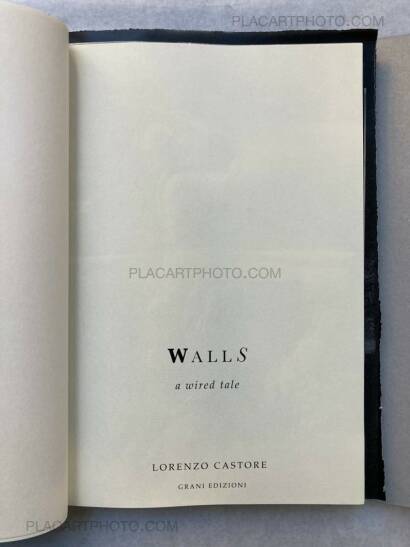 PLACARTPHOTO.COM
PLACARTPHOTO.COM
WALLS
a wired tale
LORENZO CASTORE
GRANI EDIZIONI
PLACARTPHOTO.COM